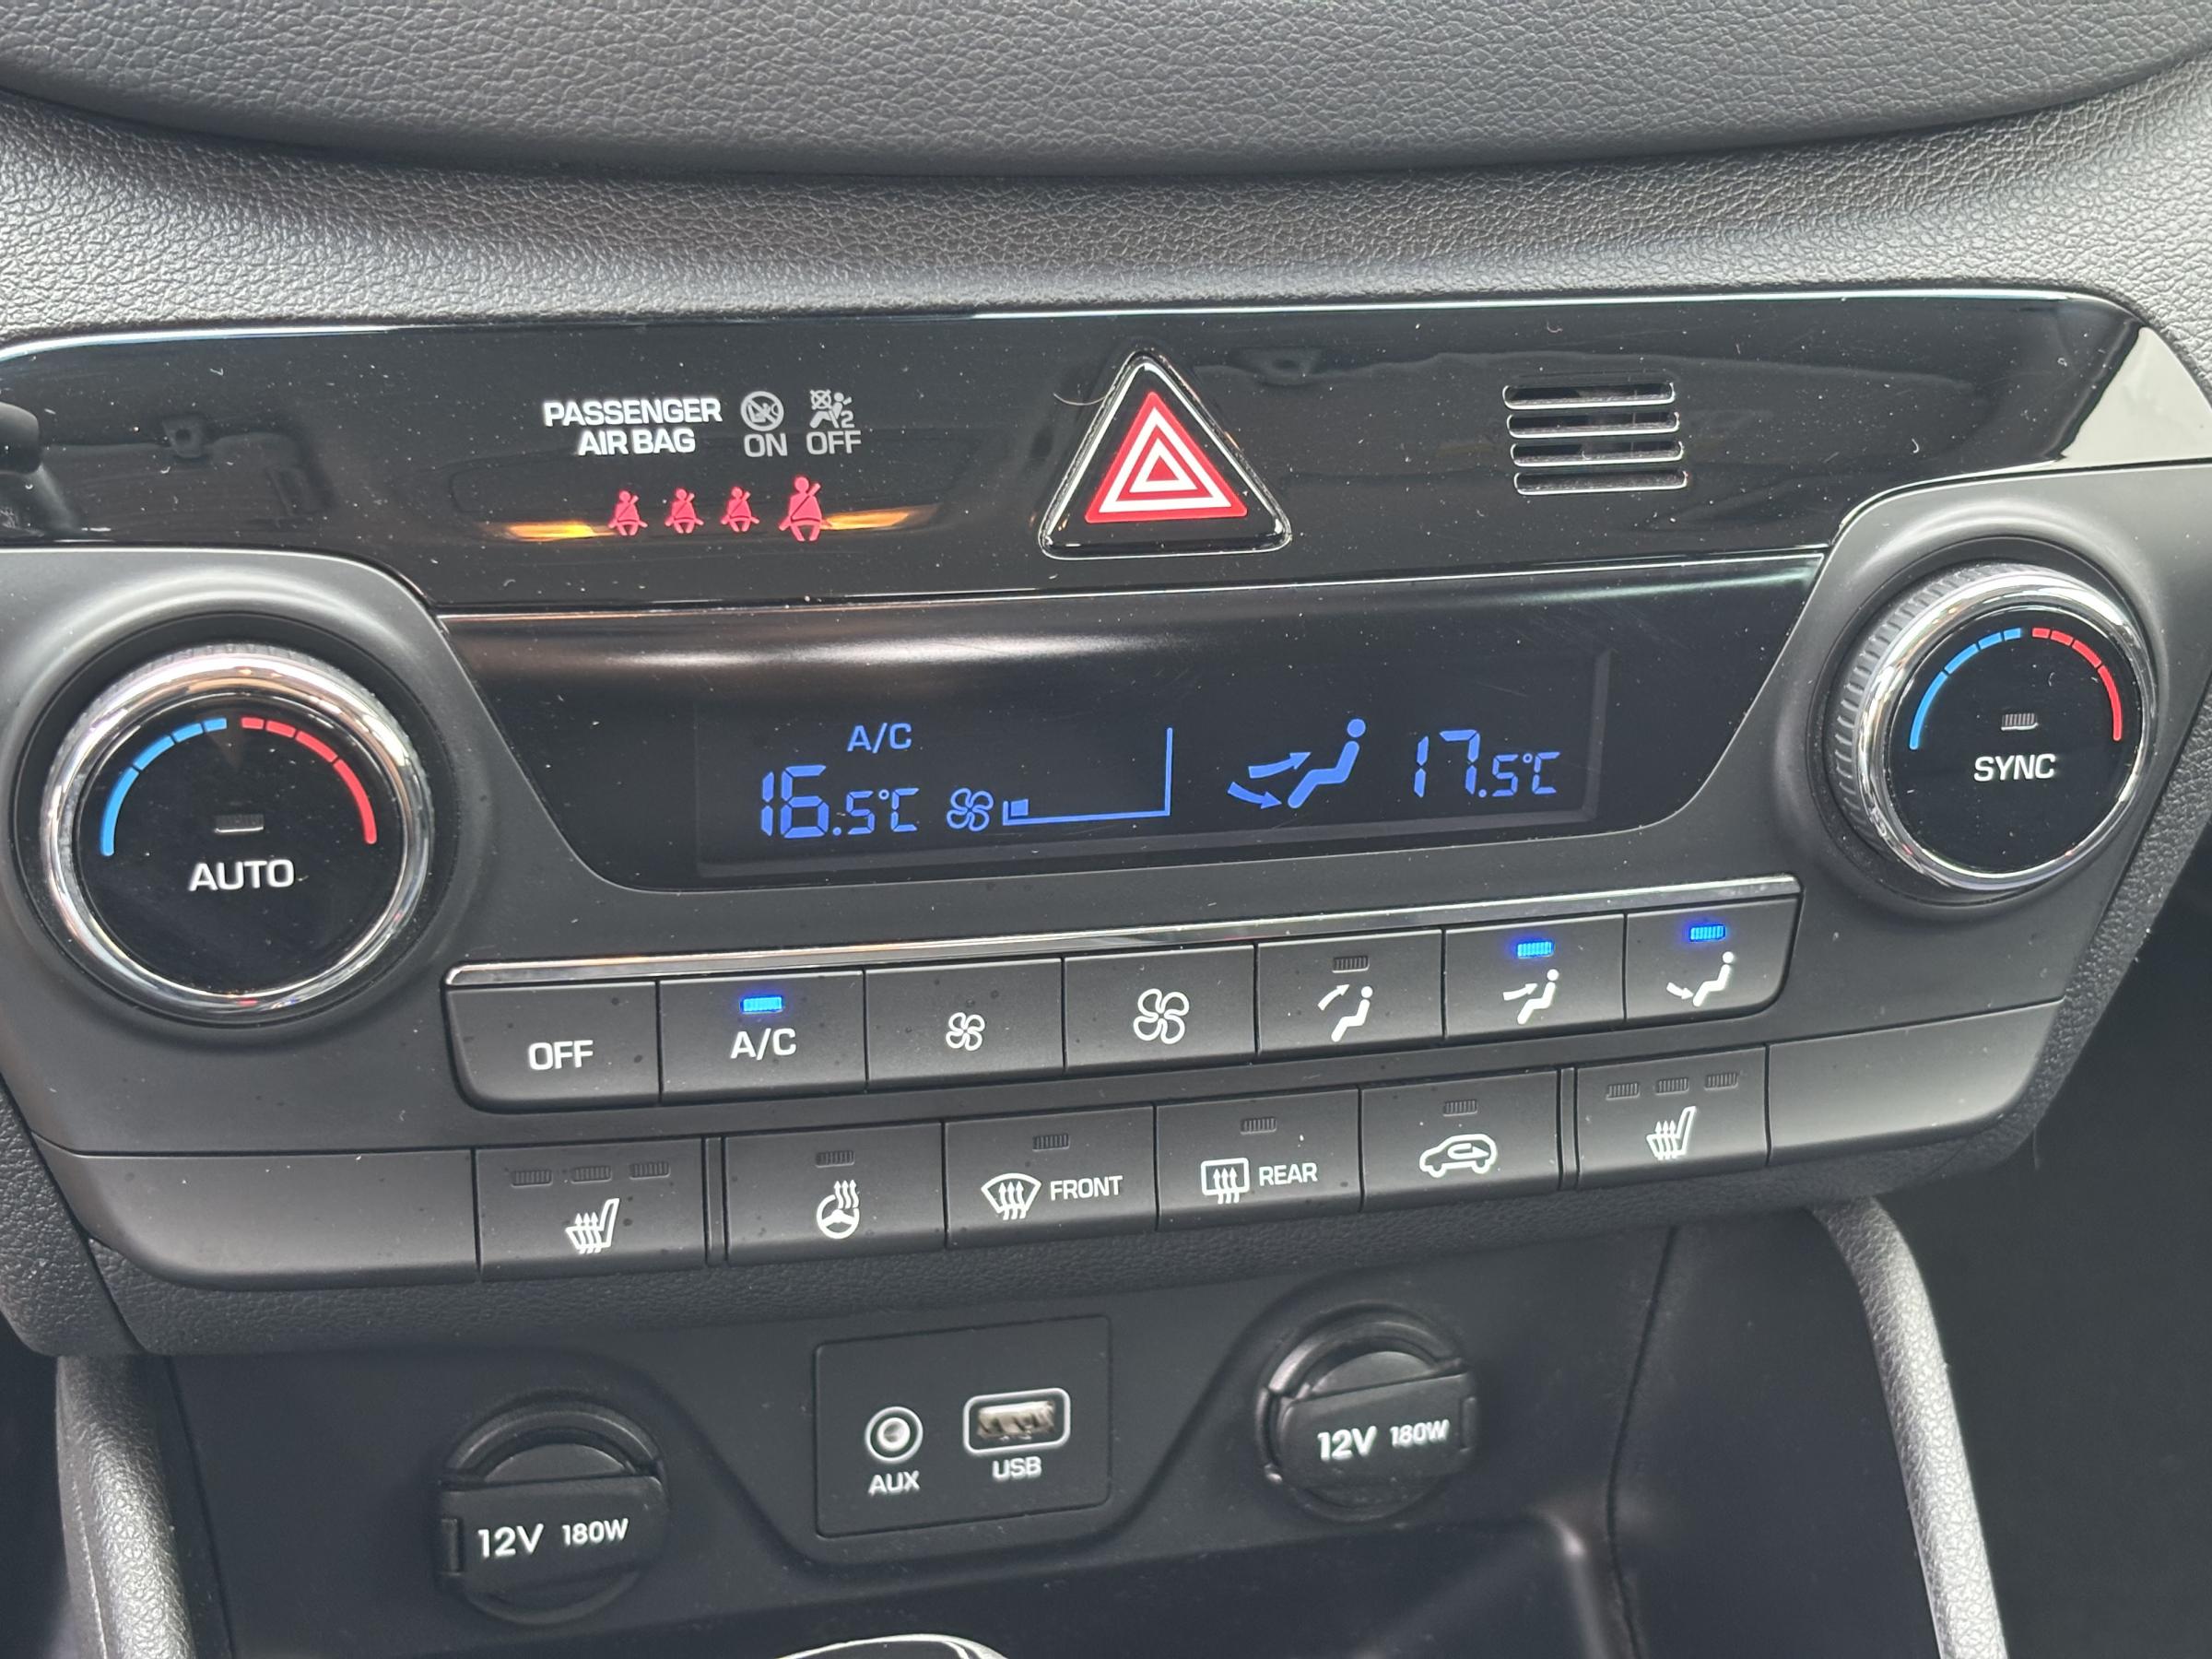 PASSENGER
AIR BAG
ON
OFF
2
A/C
16.5°C
17.5°C
AUTO
SYNC
OFF
A/C
FRONT
REAR
AUX
USB
12V 180W
12V 180W